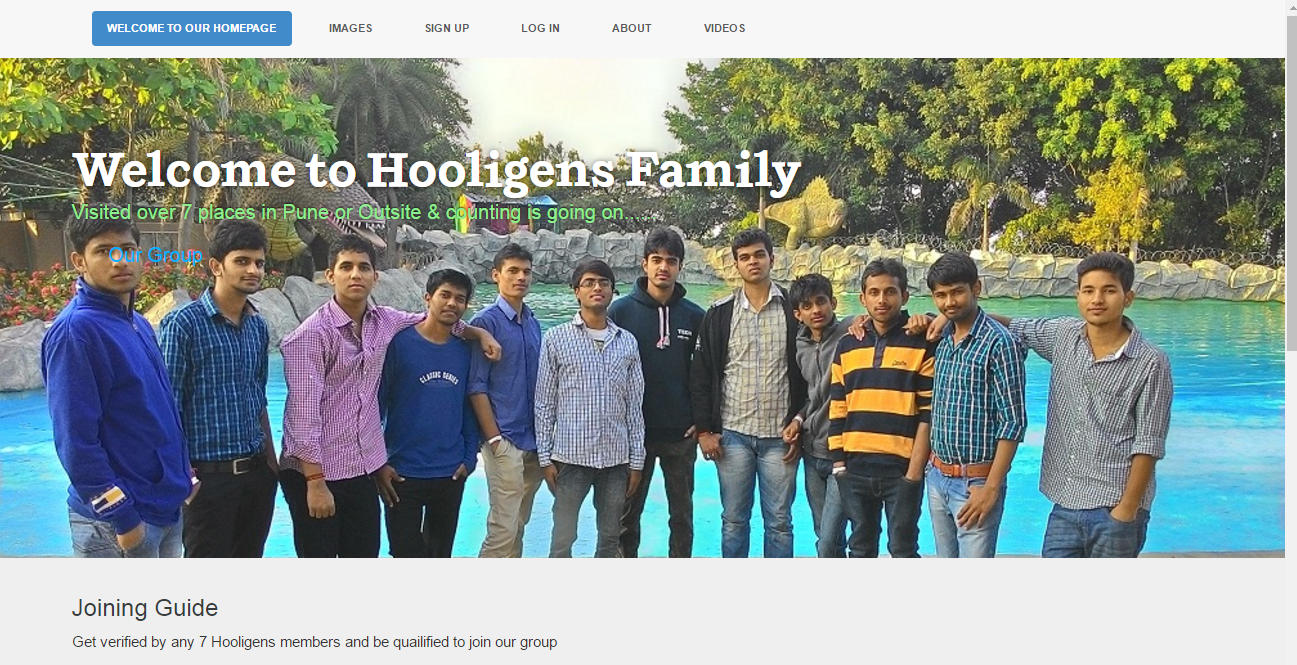 WELCOME TO OUR HOMEPAGE IMAGES SIGN UP LOG IN ABOUT VIDEOS
Welcome to Hooligens Family
Visited over 7 places in Pune or Outsite & counting is going on......
Our Group
CLASSIC SERIES
Joining Guide
Get verified by any 7 Hooligens members and be quailified to join our group